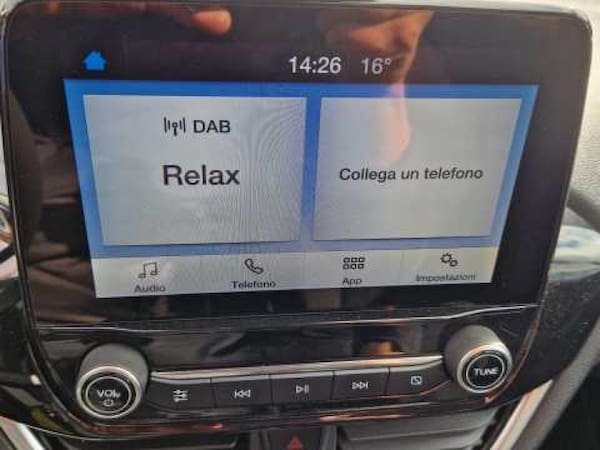 14:26 16°
DAB
Relax
Collega un telefono
Audio
Telefono
App
Impostazioni
VOL
TUNE